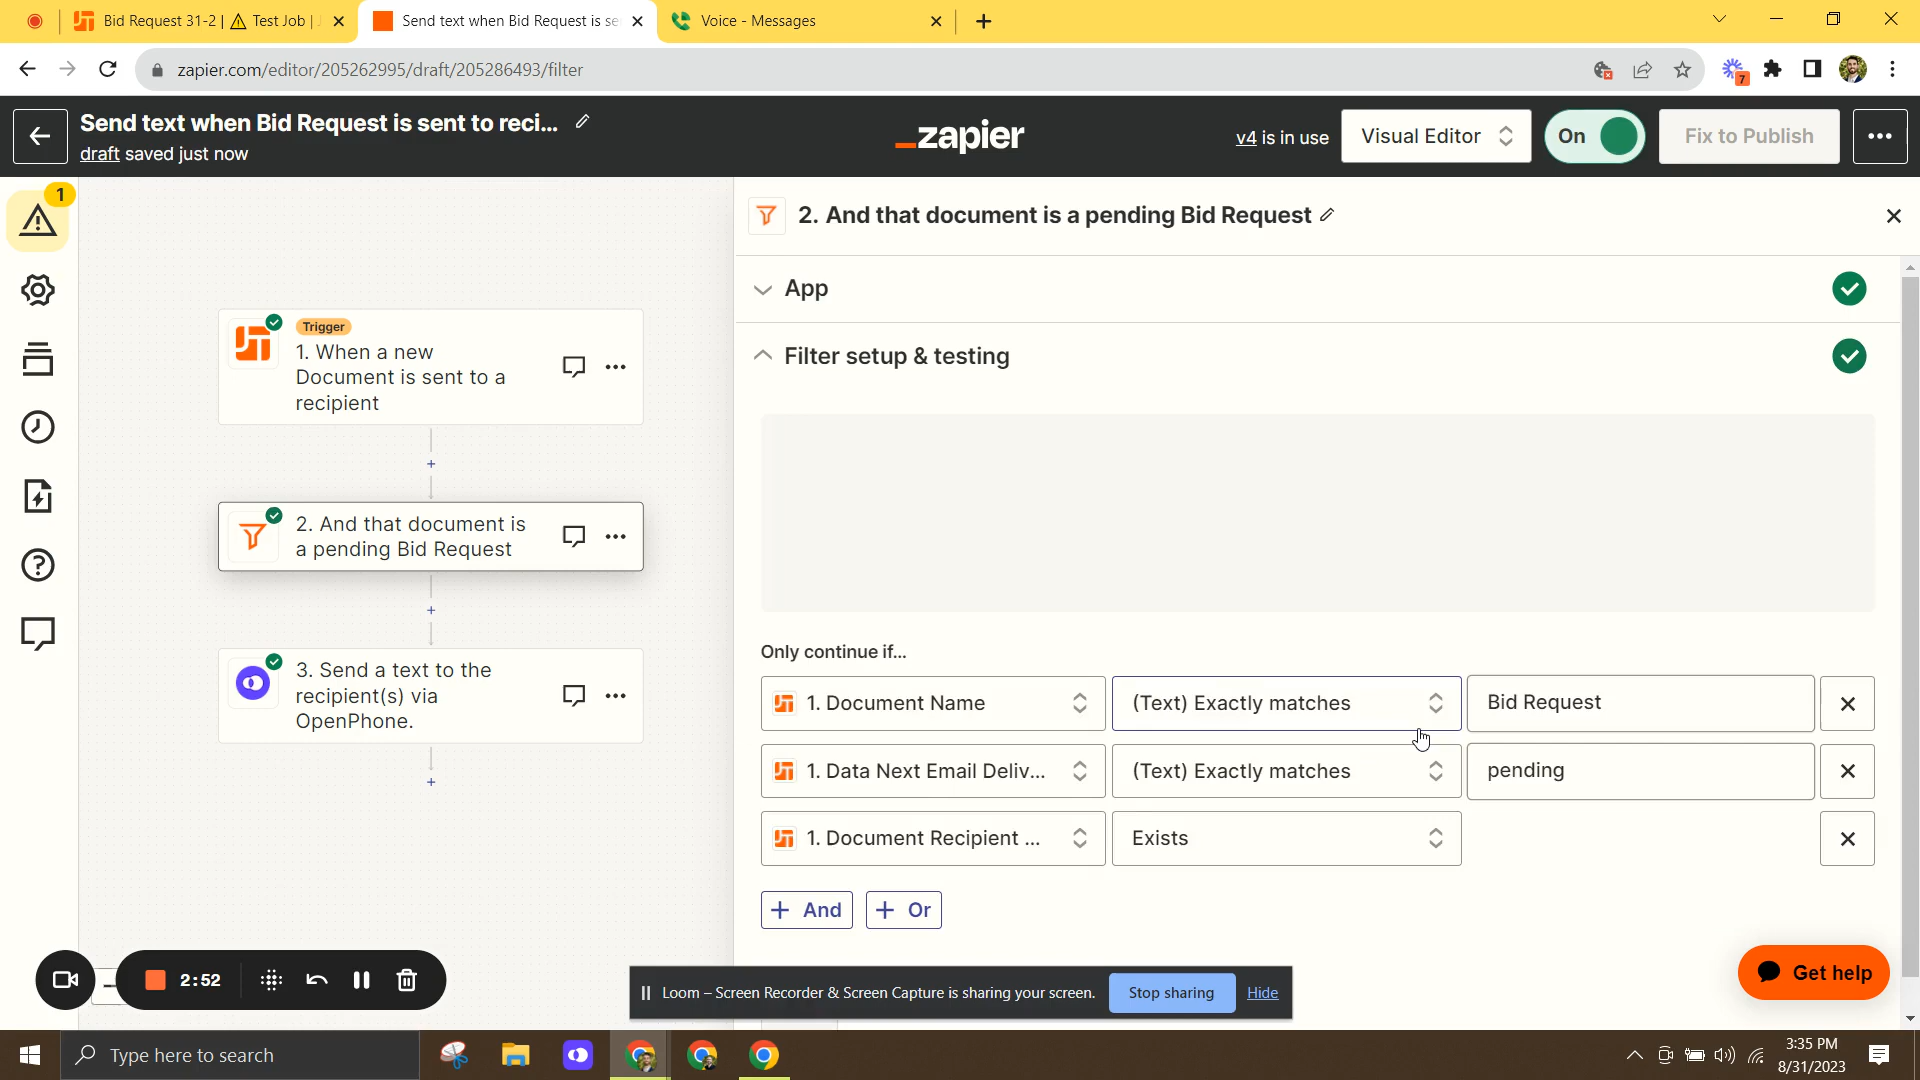 Bid Request 31-2 | Test Job |
Send text when Bid Request is se
Voice - Messages
zapier.com/editor/205262995/draft/205286493/filter
7
Send text when Bid Request is sent to reci...
draft saved just now
_zapier
v4 is in use
Visual Editor
On
Fix to Publish
1
2. And that document is a pending Bid Request
App
Filter setup & testing
Trigger
1. When a new
Document is sent to a
recipient
2. And that document is
a pending Bid Request
3. Send a text to the
recipient(s) via
OpenPhone.
Only continue if...
1. Document Name
(Text) Exactly matches
Bid Request
1. Data Next Email Deliv...
(Text) Exactly matches
pending
1. Document Recipient ...
Exists
+ And
+ Or
Get help
2:52
Loom – Screen Recorder & Screen Capture is sharing your screen.
Stop sharing
Hide
Type here to search
3:35 PM
8/31/2023